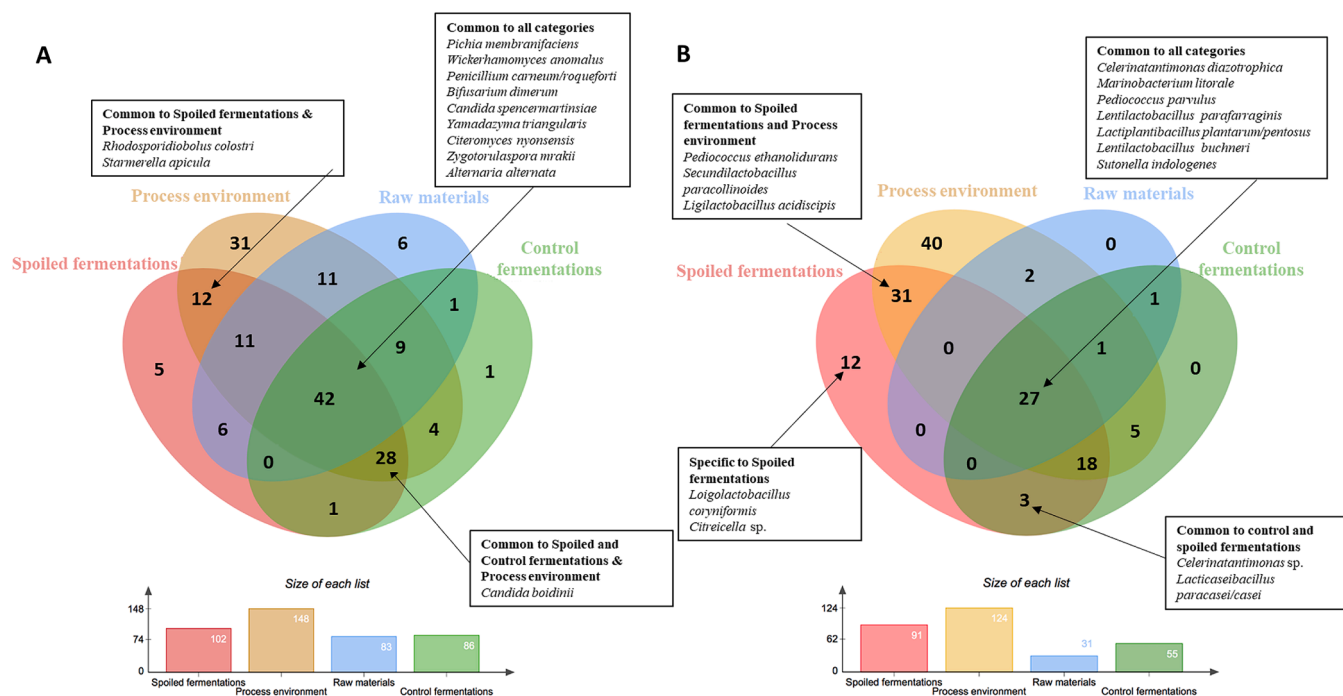 A
Common to all categories
Pichia membranifaciens
Wickerhamomyces anomalus
Penicillium carneum/roqueforti
Bifusarium dimerum
Candida spencermartinsiae
Yamadazyma triangularis
Citeromyces nyonsensis
Zygotorulaspora mrakii
Alternaria alternata
Common to Spoiled fermentations &
Process environment
Rhodosporidiobolus colostri
Starmerella apicula
Process environment
Raw materials
Spoiled fermentations
Control
fermentations
31
6
12
11
1
11
9
5
1
42
6
4
0
28
1
Common to Spoiled and
Control fermentations &
Process environment
Candida boidinii
Size of each list
148
74
0
102
148
83
86
Spoiled fermentations
Process environment
Raw materials
Control fermentations
B
Common to all categories
Celerinatantimonas diazotrophica
Marinobacterium litorale
Pediococcus parvulus
Lentilactobacillus parafarraginis
Lactiplantibacillus plantarum/pentosus
Lentilactobacillus buchneri
Sutonella indologenes
Common to Spoiled
fermentations and Process
environment
Pediococcus ethanolidurans
Secundilactobacillus
paracollinoides
Ligilactobacillus acidiscipis
Process environment
Raw materials
Spoiled fermentations
Control
fermentations
40
0
31
2
1
0
1
12
0
27
0
5
0
18
3
Specific to Spoiled
fermentations
Loigolactobacillus
coryniformis
Citreicella sp.
Common to control and
spoiled fermentations
Celerinatantimonas sp.
Lacticaseibacillus
paracasei/casei
Size of each list
124
62
0
91
124
31
55
Spoiled fermentations
Process environment
Raw materials
Control fermentations